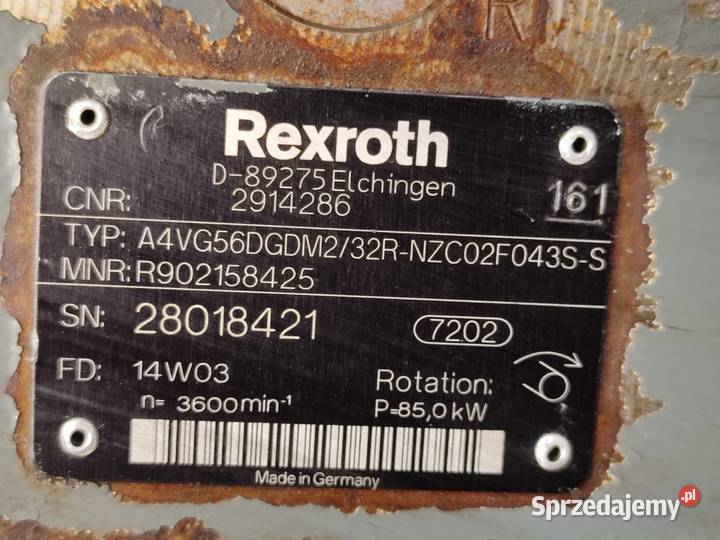 R
Rexroth
D-89275 Elchingen
CNR: 2914286
161
TYP: A4VG56DGDM2/32R-NZC02F043S-S
MNR: R902158425
SN: 28018421 7202
FD: 14W03 Rotation:
n= 3600min⁻¹ P=85,0kW
Made in Germany
Sprzedajemy.pl